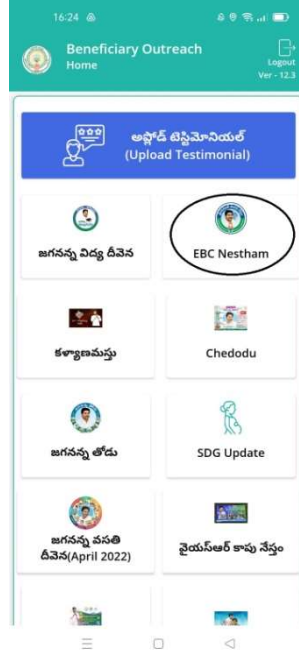 16:24
Beneficiary Outreach
Home
Logout
Ver - 12.3
అప్లోడ్ టెస్టిమోనియల్
(Upload Testimonial)
జగనన్న విద్య దీవెన
EBC Nestham
కళ్యాణమస్తు
Chedodu
జగనన్న తోడు
SDG Update
జగనన్న వసతి
దీవెన(April 2022)
వైయస్ఆర్ కాపు నేస్తం